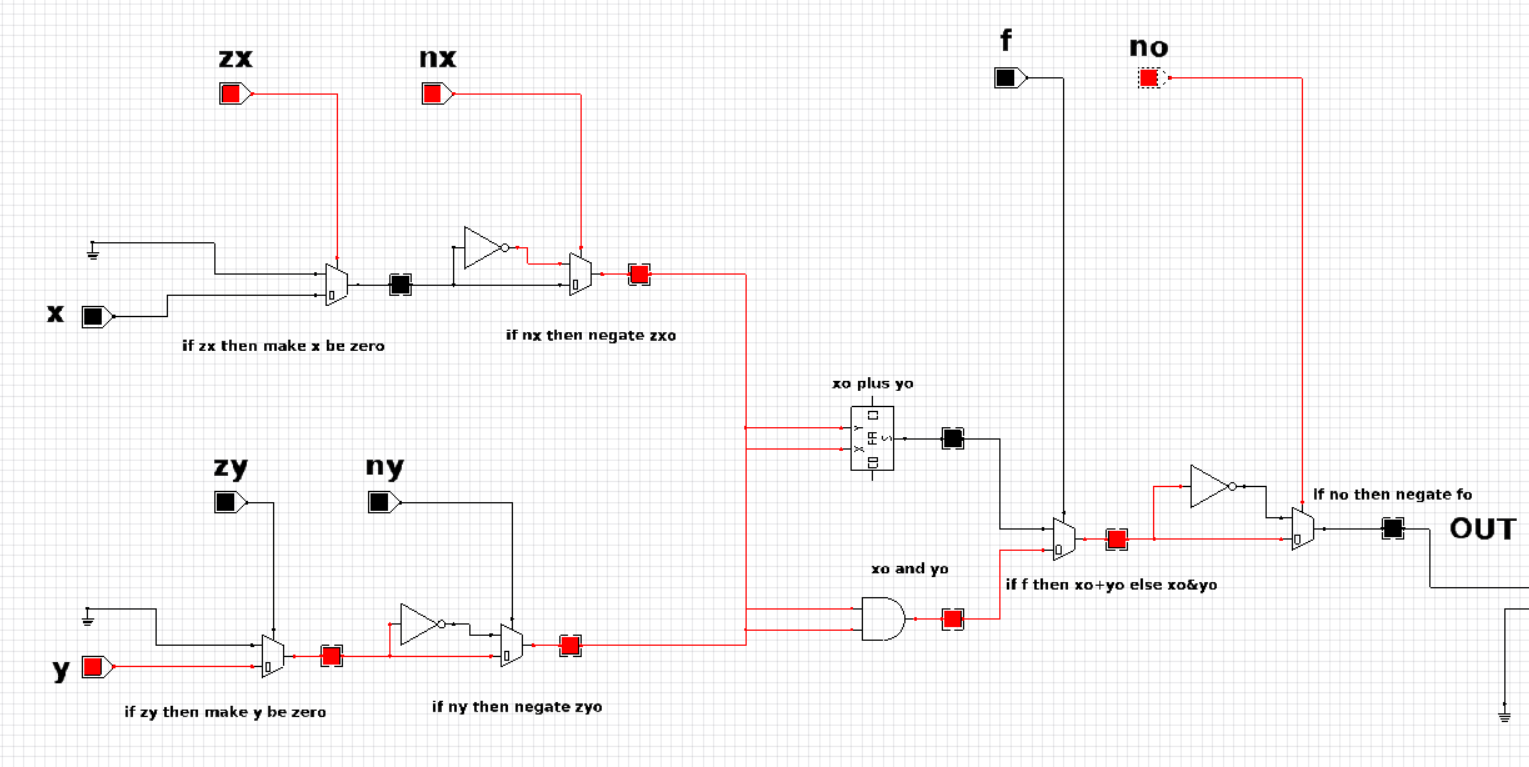 zx
nx
f
no
x
if zx then make x be zero
if nx then negate zxo
xo plus yo
Y
X
FA
S
CI
CO
zy
ny
if no then negate fo
OUT
xo and yo
if f then xo+yo else xo&yo
y
if zy then make y be zero
if ny then negate zyo